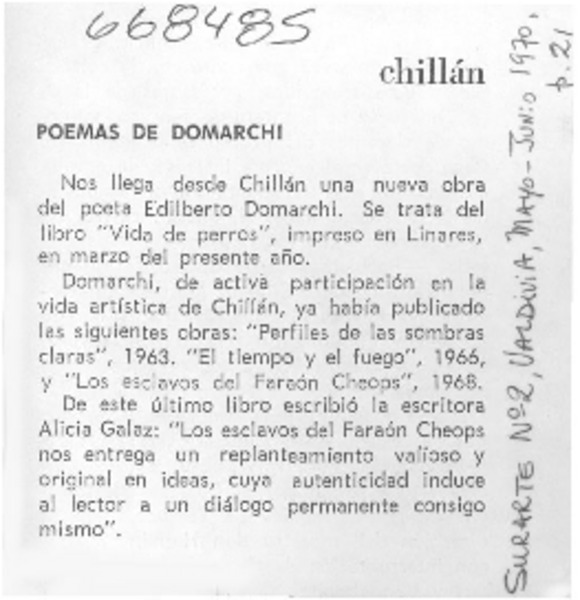 668485
chillán
POEMAS DE DOMARCHI
Nos llega desde Chillán una nueva obra
del poeta Edilberto Domarchi. Se trata del
libro "Vida de perros", impreso en Linares,
en marzo del presente año.
Domarchi, de activa participación en la
vida artística de Chillán, ya había publicado
las siguientes obras: "Perfiles de las sombras
claras", 1963. "El tiempo y el fuego", 1966,
y "Los esclavos del Faraón Cheops", 1968.
De este último libro escribió la escritora
Alicia Galaz: "Los esclavos del Faraón Cheops
nos entrega un replanteamiento valioso y
original en ideas, cuya autenticidad induce
al lector a un diálogo permanente consigo
mismo".
SURARTE Nº2, VALDIVIA, MAYO-JUNIO 1970,
p. 21